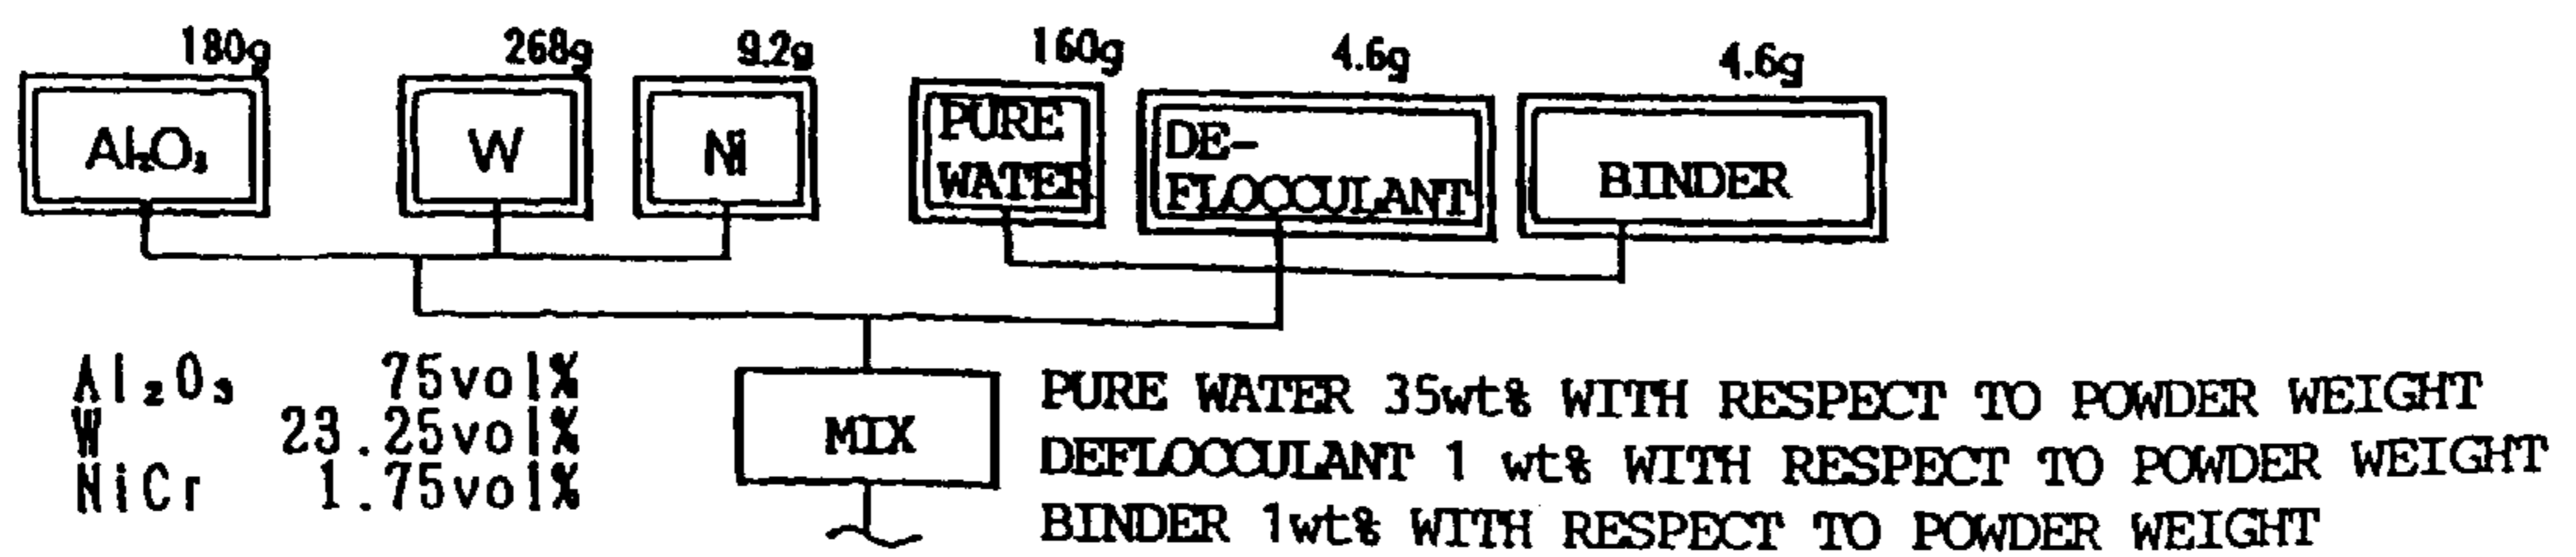 180g 268g 9.2g 160g 4.6g 4.6g
Al₂O₃ W Ni PURE WATER DE-FLOCCULANT BINDER
Al₂O₃ 75vol%
W 23.25vol%
NiCr 1.75vol%
MIX
PURE WATER 35wt% WITH RESPECT TO POWDER WEIGHT
DEFLOCCULANT 1 wt% WITH RESPECT TO POWDER WEIGHT
BINDER 1wt% WITH RESPECT TO POWDER WEIGHT